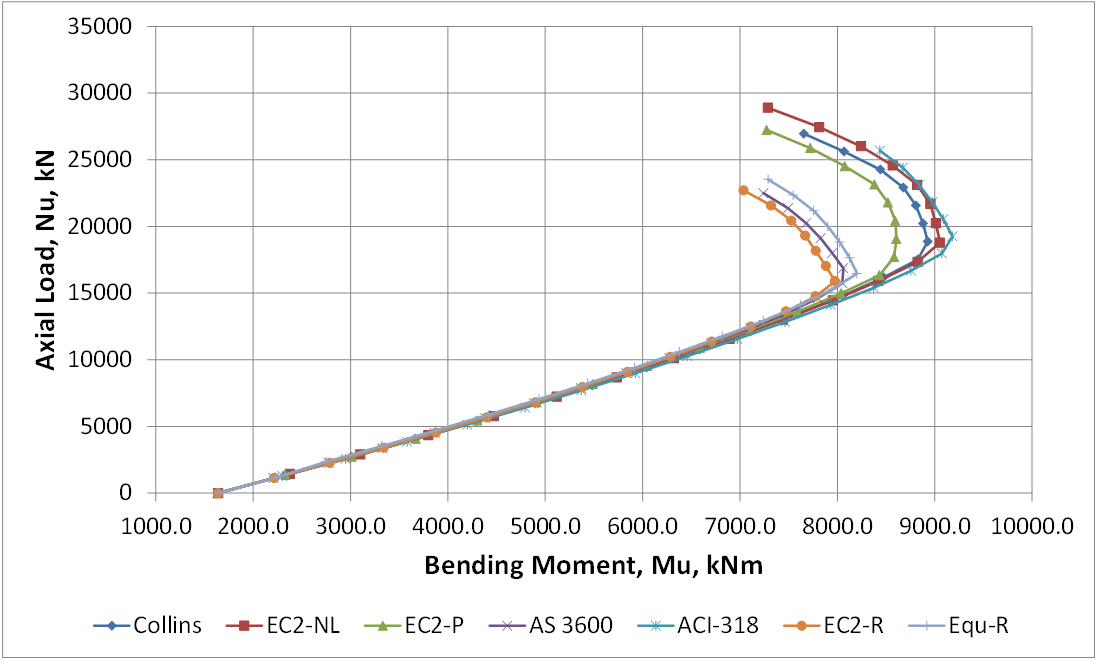 35000
30000
25000
20000
15000
10000
5000
0
Axial Load, Nu, kN
1000.0 2000.0 3000.0 4000.0 5000.0 6000.0 7000.0 8000.0 9000.0 10000.0
Bending Moment, Mu, kNm
Collins EC2-NL EC2-P AS 3600 ACI-318 EC2-R Equ-R